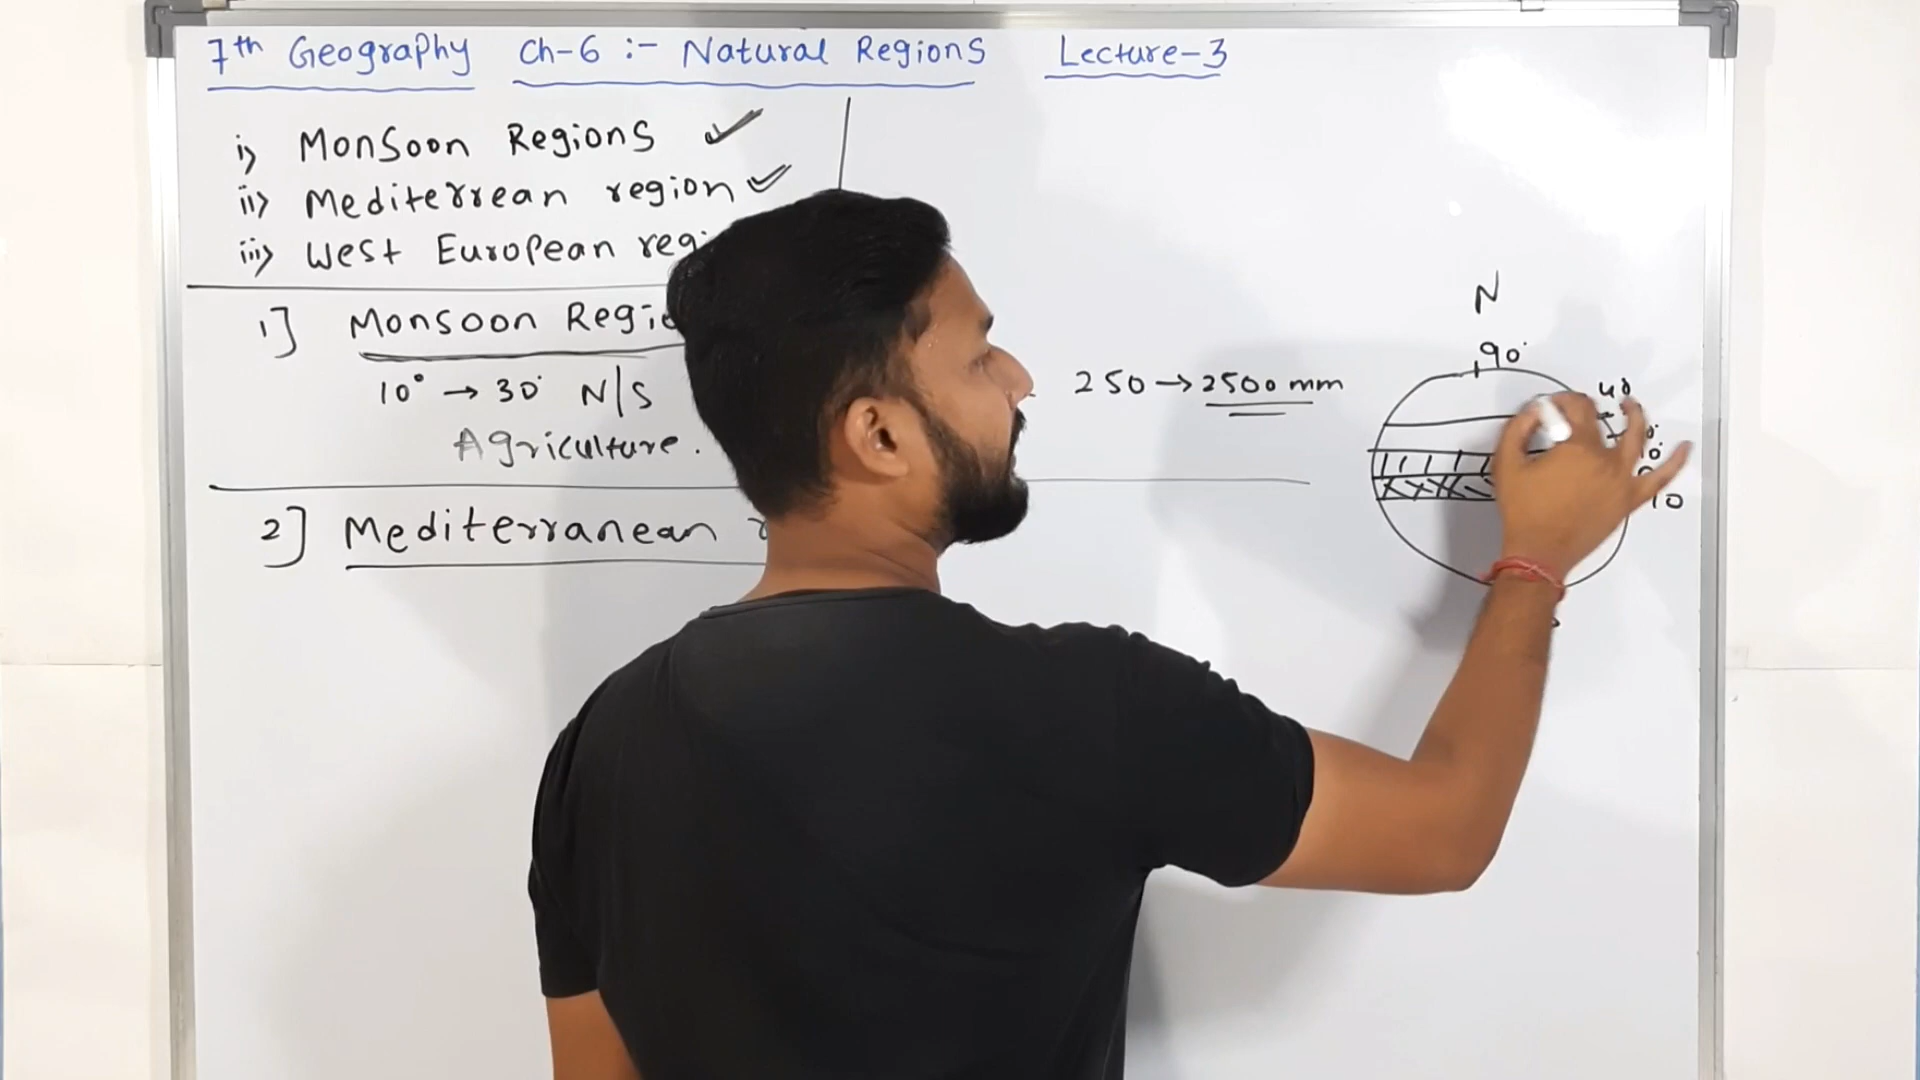 7th Geography Ch-6 :- Natural Regions Lecture-3
i) Monsoon Regions ✓
ii) Mediterrean region ✓
iii) West European
1] Monsoon
10° → 30° N/S
Agriculture.
250 → 2500 mm
2] Mediterranean
N
90°
40
10